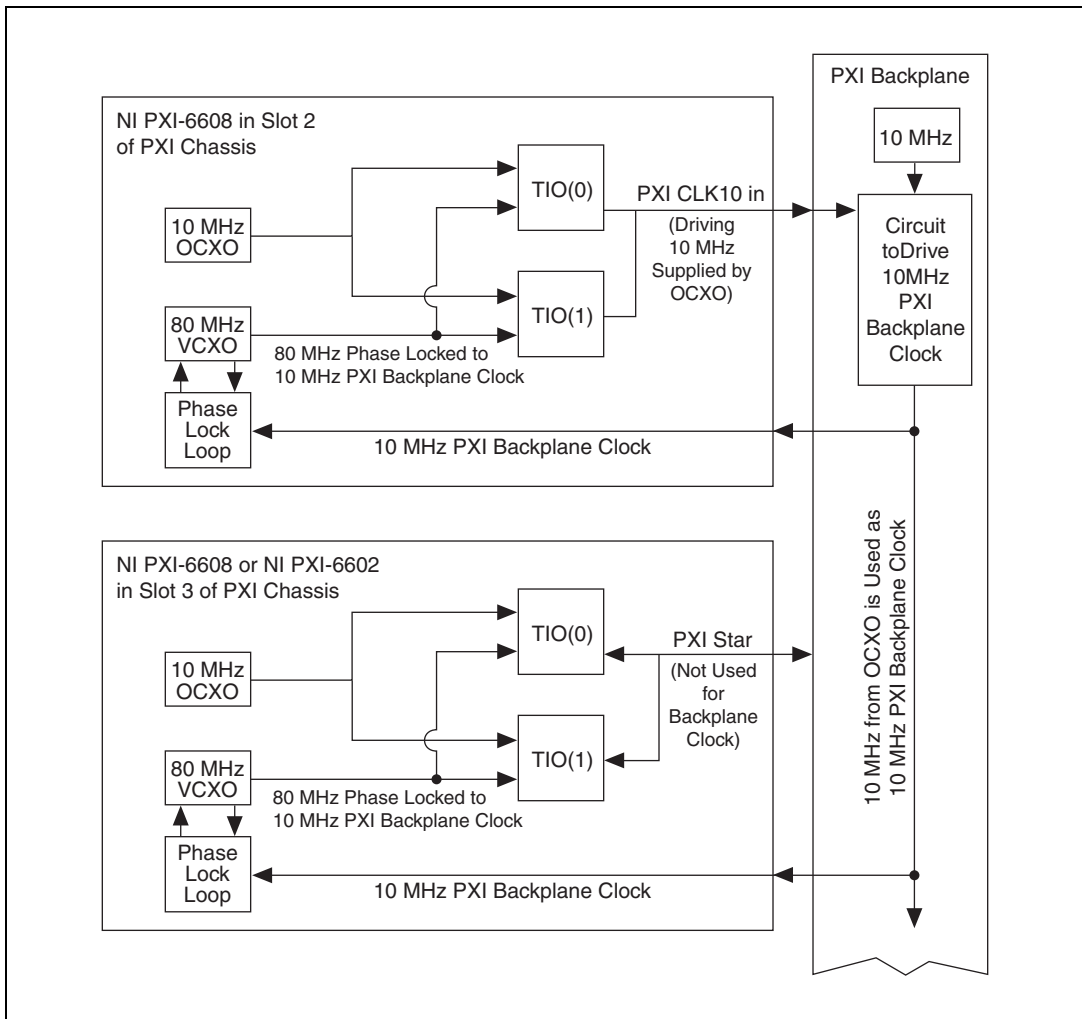 PXI Backplane
10 MHz
Circuit
toDrive
10MHz
PXI
Backplane
Clock
NI PXI-6608 in Slot 2
of PXI Chassis
10 MHz
OCXO
80 MHz
VCXO
Phase
Lock
Loop
TIO(0)
TIO(1)
80 MHz Phase Locked to
10 MHz PXI Backplane Clock
PXI CLK10 in
(Driving
10 MHz
Supplied by
OCXO)
10 MHz PXI Backplane Clock
NI PXI-6608 or NI PXI-6602
in Slot 3 of PXI Chassis
10 MHz
OCXO
80 MHz
VCXO
Phase
Lock
Loop
TIO(0)
TIO(1)
80 MHz Phase Locked to
10 MHz PXI Backplane Clock
PXI Star
(Not Used
for
Backplane
Clock)
10 MHz PXI Backplane Clock
10 MHz from OCXO is Used as
10 MHz PXI Backplane Clock